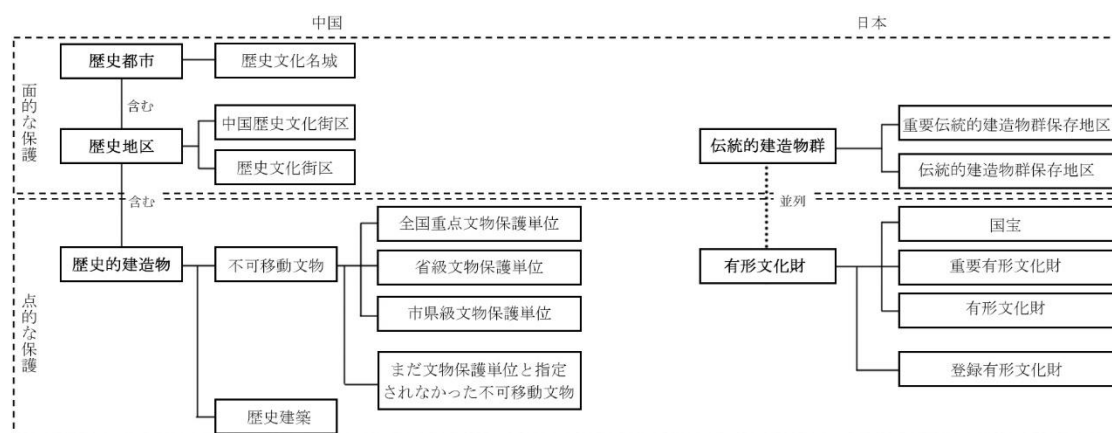 中国
日本
面的な保護
歴史都市
歴史文化名城
含む
歴史地区
中国歴史文化街区
歴史文化街区
伝統的建造物群
重要伝統的建造物群保存地区
伝統的建造物群保存地区
含む
並列
点的な保護
歴史的建造物
不可移動文物
全国重点文物保護単位
省級文物保護単位
市県級文物保護単位
まだ文物保護単位と指定
されなかった不可移動文物
歴史建築
有形文化財
国宝
重要有形文化財
有形文化財
登録有形文化財